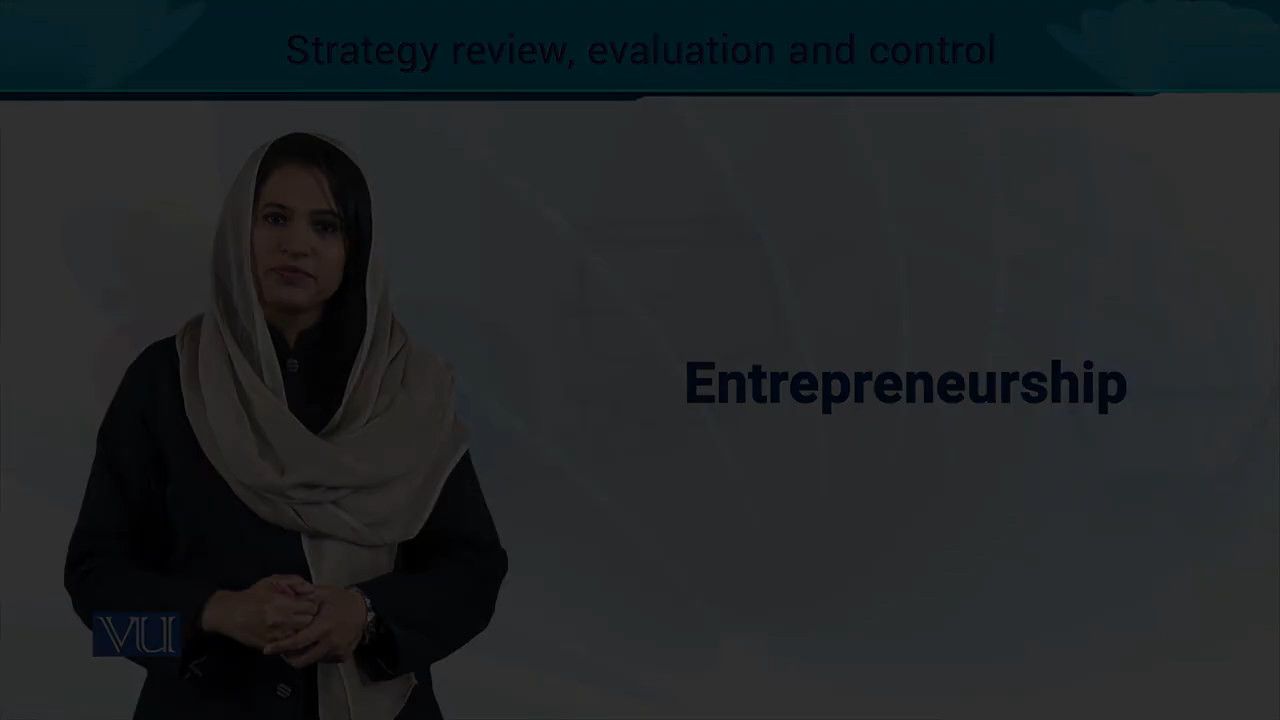 Strategy review, evaluation and control
Entrepreneurship
VU